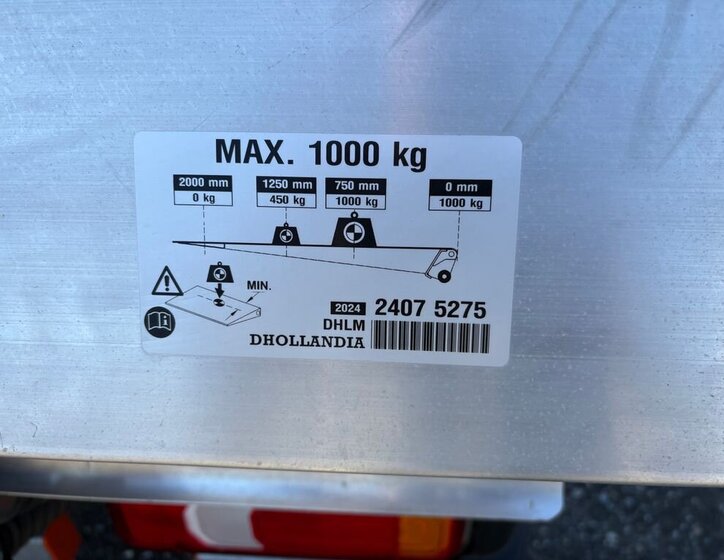 MAX. 1000 kg
2000 mm 1250 mm 750 mm 0 mm
0 kg 450 kg 1000 kg 1000 kg
MIN.
2024 2407 5275
DHLM
DHOLLANDIA